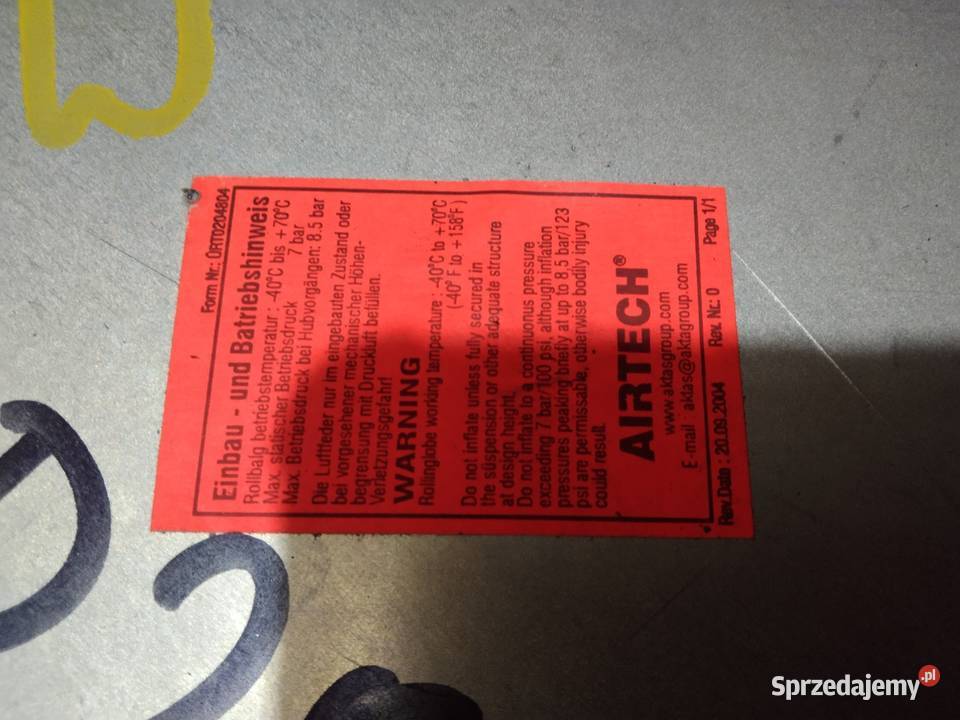 Form Nr.: ÜRT0204804
Einbau - und Batriebshinweis
Rollbalg betriebstemperatur : -40°C bis +70°C
Max statischer Betriebsdruck 7 bar
Max Betriebsdruck bei Hubvorgängen: 8.5 bar
Die Luftfeder nur im eingebauten Zustand oder
bei vorgesehener mechanischer Höhen-
begrensung mit Druckluft befüllen.
Verletzungsgefahr!
WARNING
Rollinglobe working temperature : -40°C to +70°C
(-40° F to +158°F)
Do not inflate unless fully secured in
the süspension or other adequate structure
at design height.
Do not inflate to a continuonus pressure
exceeding 7 bar/100 psi, although inflation
pressures peaking briefly at up to 8.5 bar/123
psi are permissable, otherwise bodily injury
could result
AIRTECH®
www.aktasgroup.com
E-mail : aktas@aktagroup.com
Rev.Date : 20.09.2004 Rev. Nr.: 0 Page 1/1
Sprzedajemy.pl